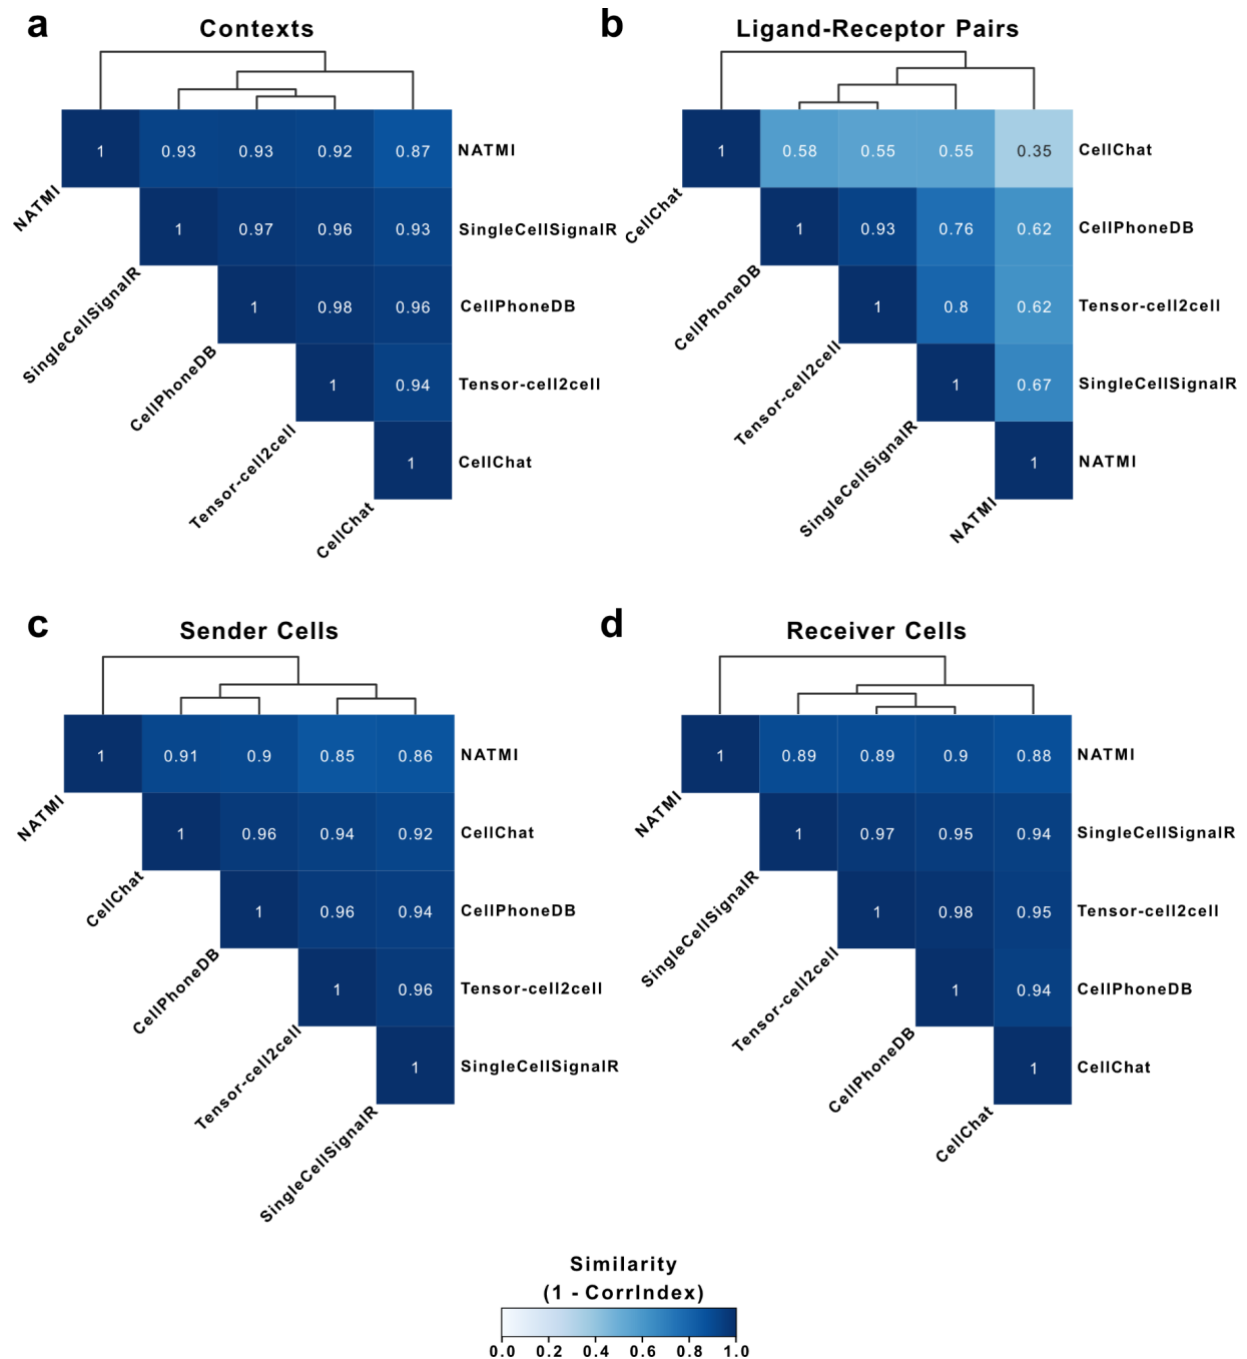 a
Contexts
1 0.93 0.93 0.92 0.87 NATMI
1 0.97 0.96 0.93 SingleCellSignalR
1 0.98 0.96 CellPhoneDB
1 0.94 Tensor-cell2cell
1 CellChat
NATMI
SingleCellSignalR
CellPhoneDB
Tensor-cell2cell
CellChat
b
Ligand-Receptor Pairs
1 0.58 0.55 0.55 0.35 CellChat
1 0.93 0.76 0.62 CellPhoneDB
1 0.8 0.62 Tensor-cell2cell
1 0.67 SingleCellSignalR
1 NATMI
CellChat
CellPhoneDB
Tensor-cell2cell
SingleCellSignalR
NATMI
c
Sender Cells
1 0.91 0.9 0.85 0.86 NATMI
1 0.96 0.94 0.92 CellChat
1 0.96 0.94 CellPhoneDB
1 0.96 Tensor-cell2cell
1 SingleCellSignalR
NATMI
CellChat
CellPhoneDB
Tensor-cell2cell
SingleCellSignalR
d
Receiver Cells
1 0.89 0.89 0.9 0.88 NATMI
1 0.97 0.95 0.94 SingleCellSignalR
1 0.98 0.95 Tensor-cell2cell
1 0.94 CellPhoneDB
1 CellChat
NATMI
SingleCellSignalR
Tensor-cell2cell
CellPhoneDB
CellChat
Similarity
(1 - CorrIndex)
0.0 0.2 0.4 0.6 0.8 1.0